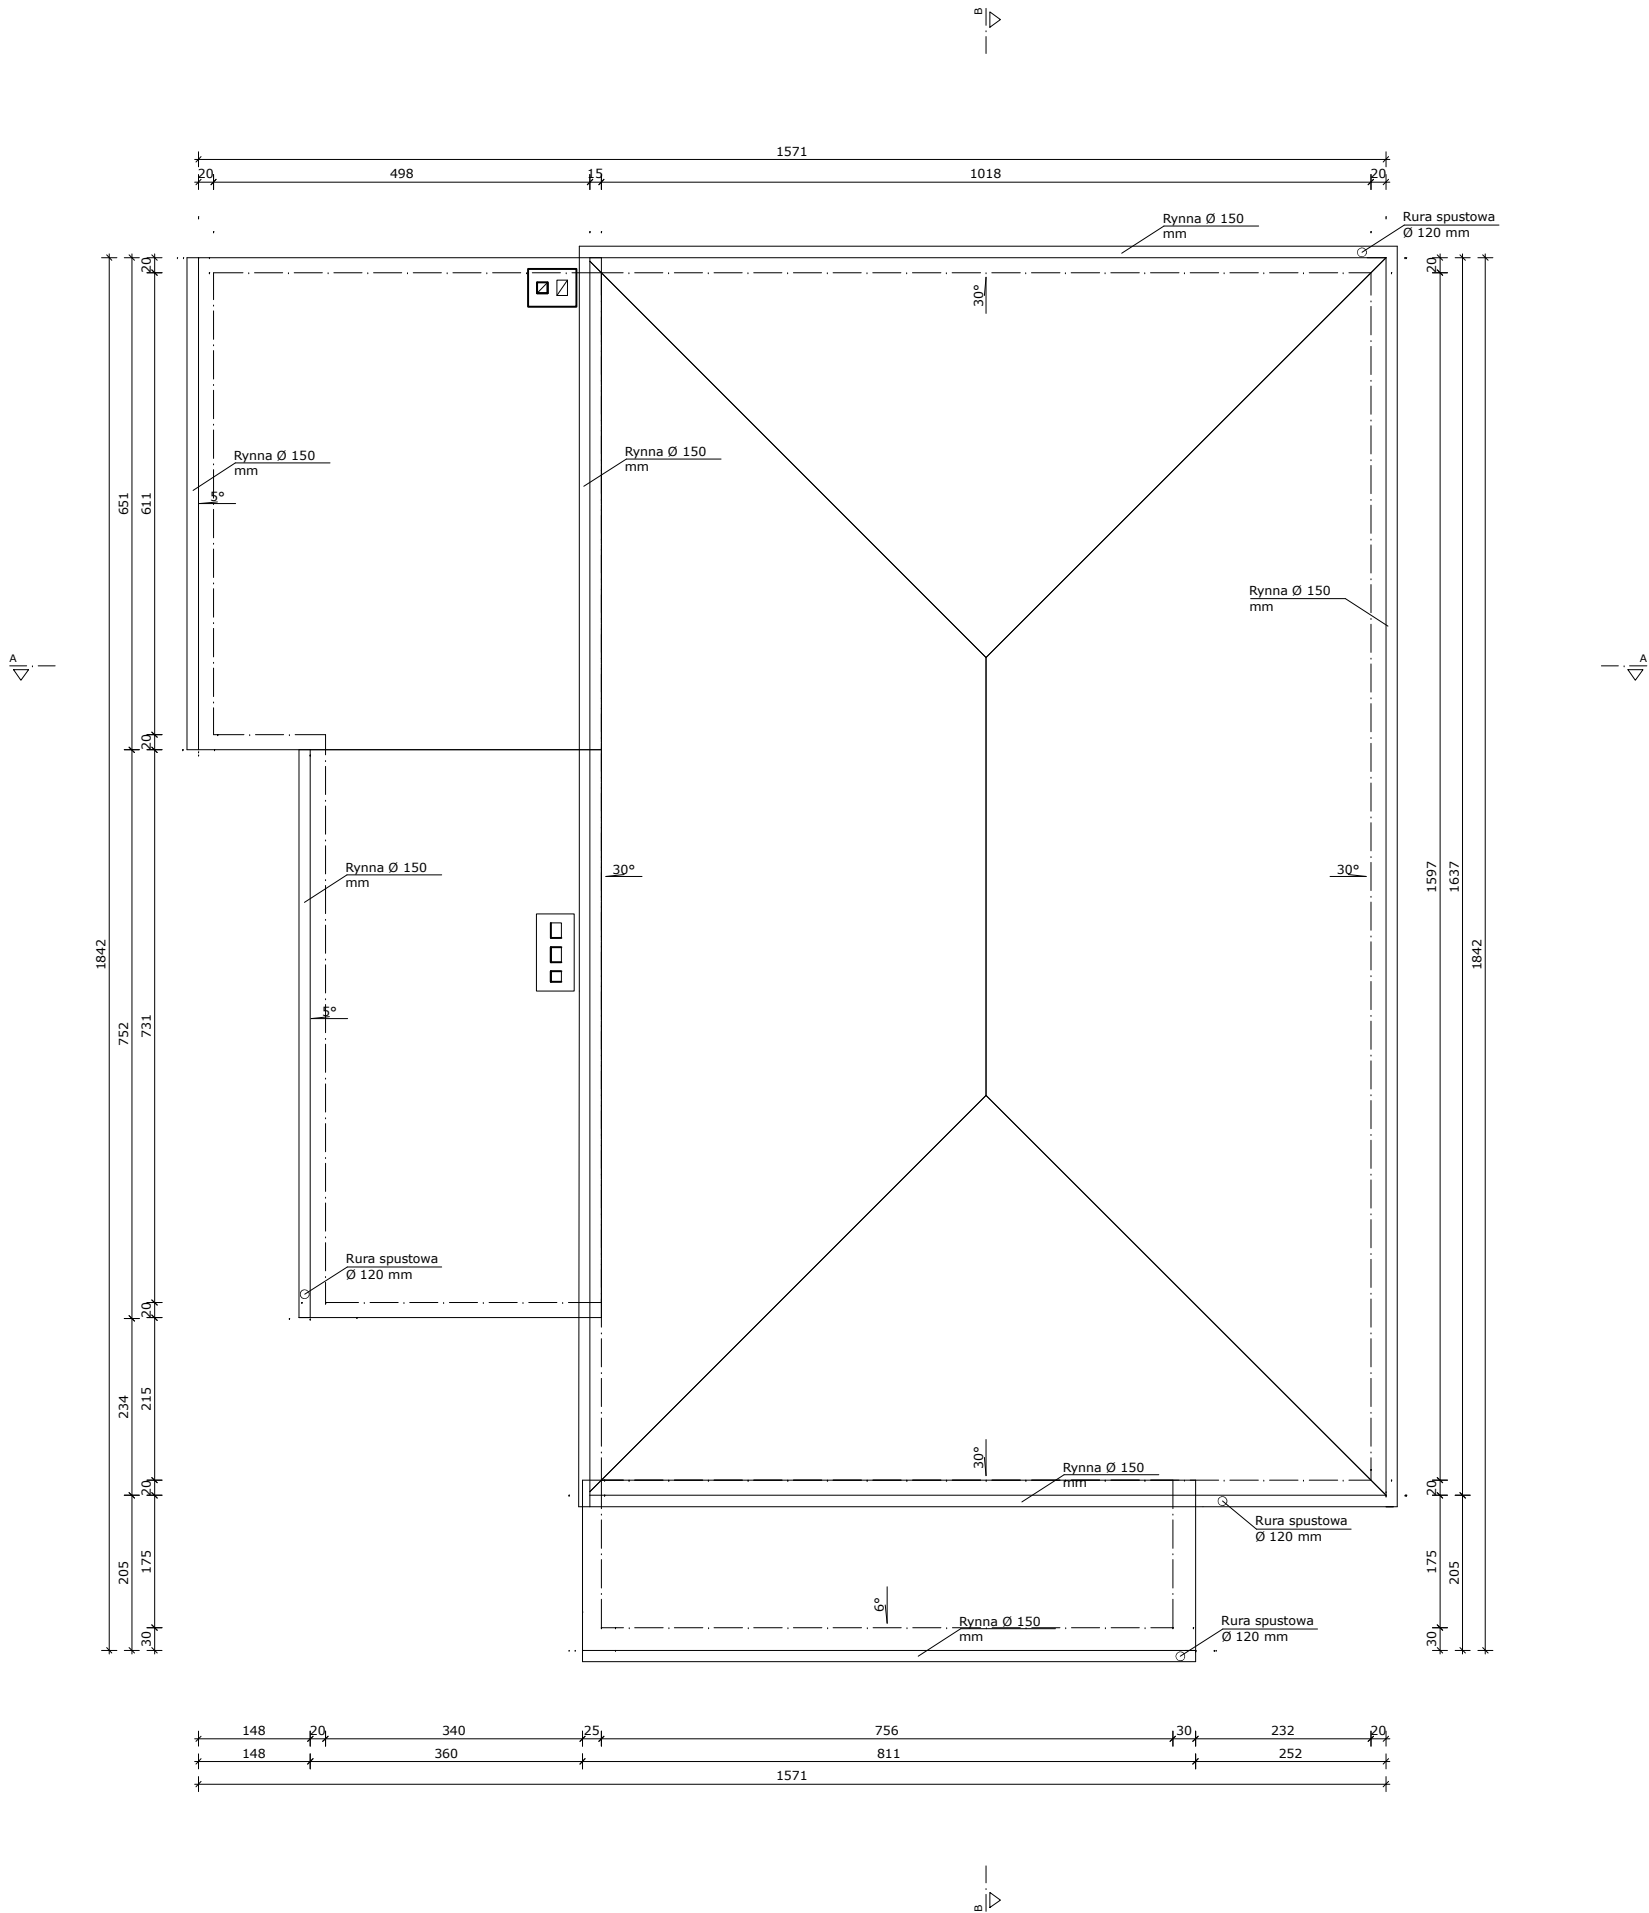 B
1571
20 498 15 1018 20
Rynna Ø 150
mm
Rura spustowa
Ø 120 mm
20
20
30°
Rynna Ø 150
mm
Rynna Ø 150
mm
5°
651
611
Rynna Ø 150
mm
A
A
20
Rynna Ø 150
mm
30°
30°
1597
1637
1842
1842
752
731
5°
Rura spustowa
Ø 120 mm
20
234
215
30°
Rynna Ø 150
mm
20
20
Rura spustowa
Ø 120 mm
205
175
175
205
6°
Rynna Ø 150
mm
Rura spustowa
Ø 120 mm
30
30
148 20 340 25 756 30 232 20
148 360 811 252
1571
B